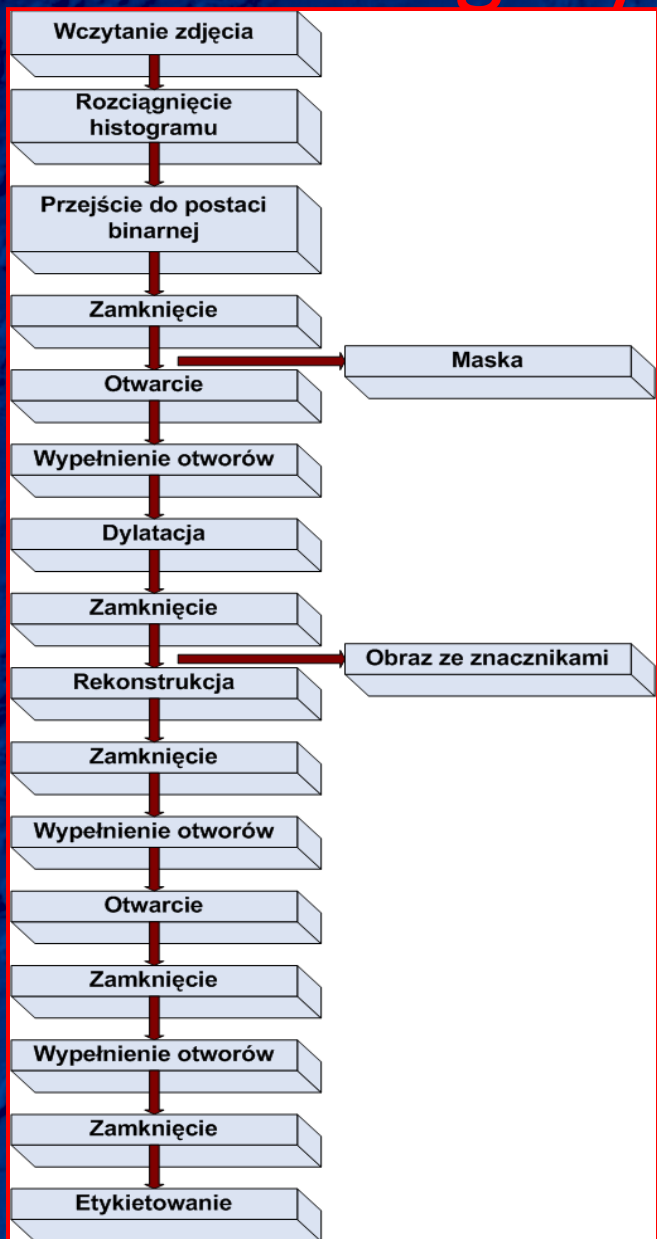 Wczytanie zdjęcia
Rozciągnięcie
histogramu
Przejście do postaci
binarnej
Zamknięcie
Maska
Otwarcie
Wypełnienie otworów
Dylatacja
Zamknięcie
Obraz ze znacznikami
Rekonstrukcja
Zamknięcie
Wypełnienie otworów
Otwarcie
Zamknięcie
Wypełnienie otworów
Zamknięcie
Etykietowanie